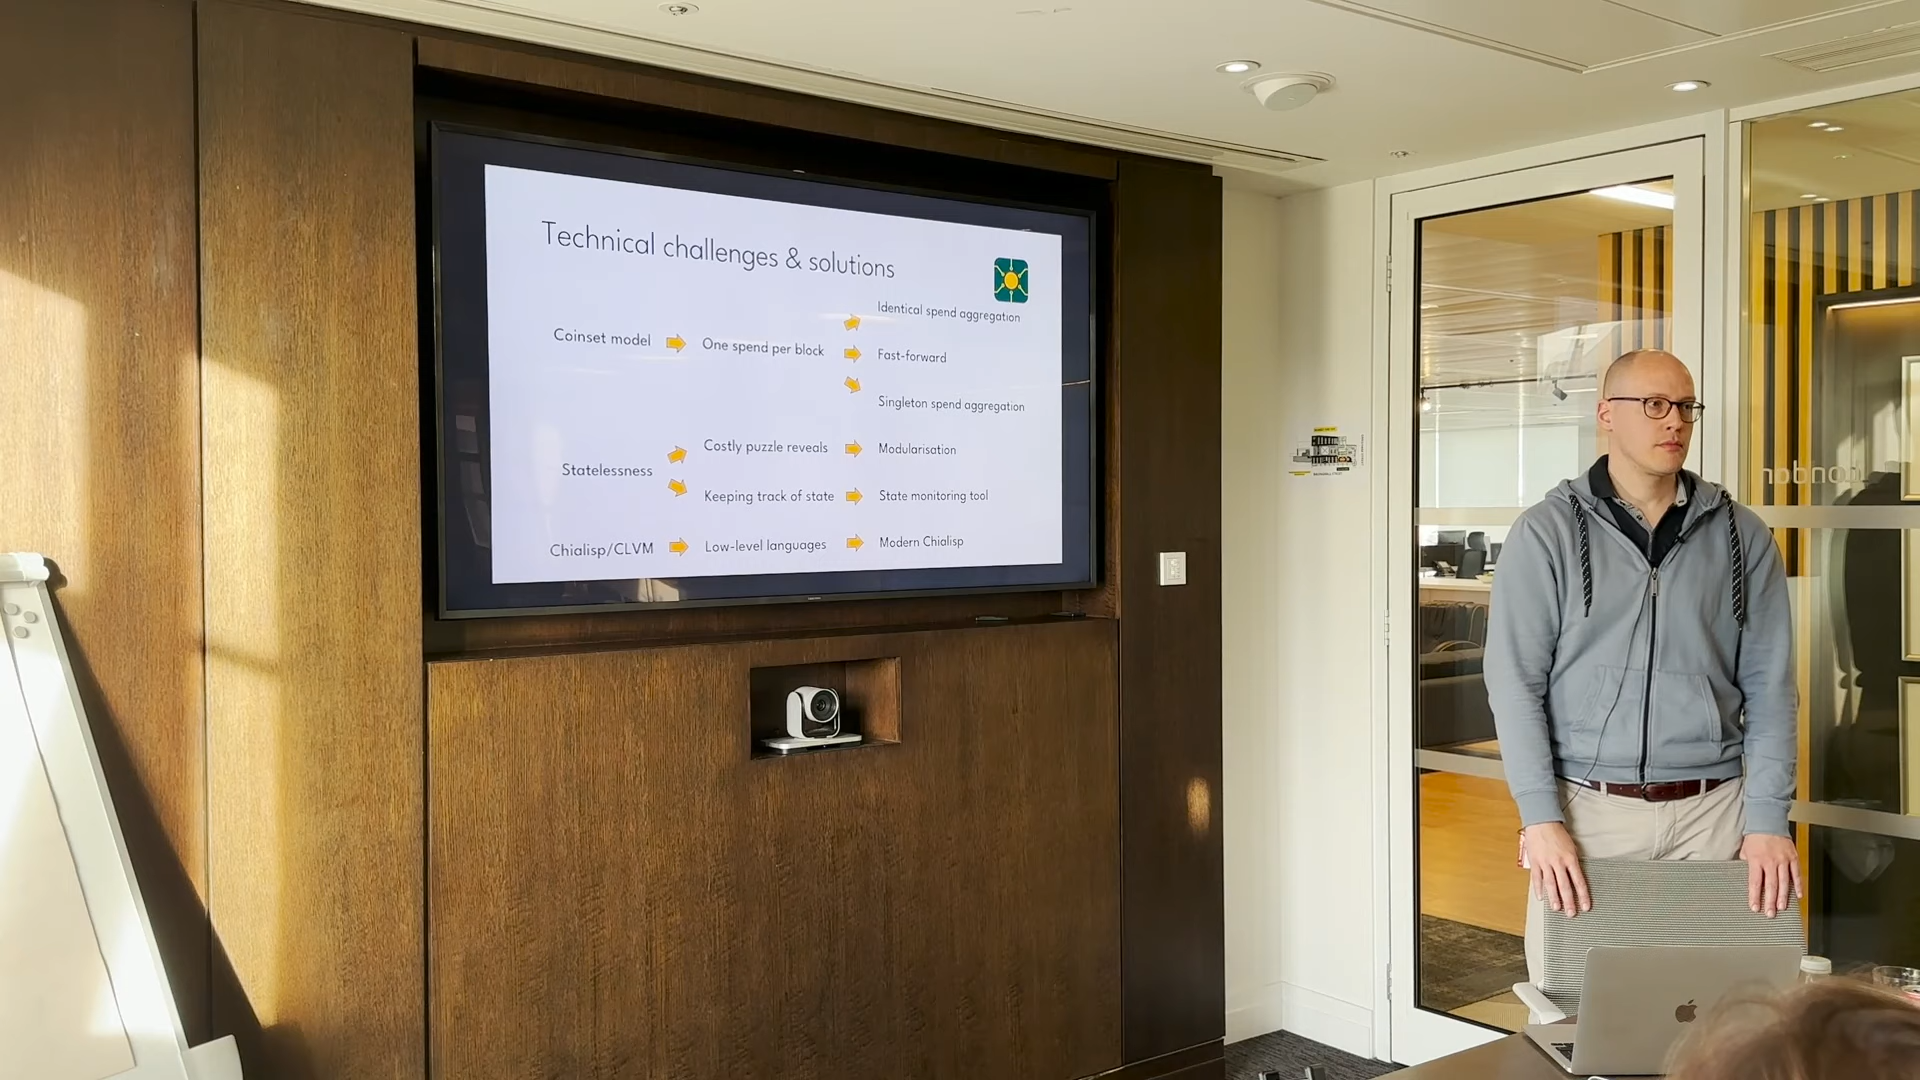 Technical challenges & solutions
Identical spend aggregation
Coinset model
One spend per block
Fast-forward
Singleton spend aggregation
Costly puzzle reveals
Modularisation
Statelessness
Keeping track of state
State monitoring tool
Chialisp/CLVM
Low-level languages
Modern Chialisp